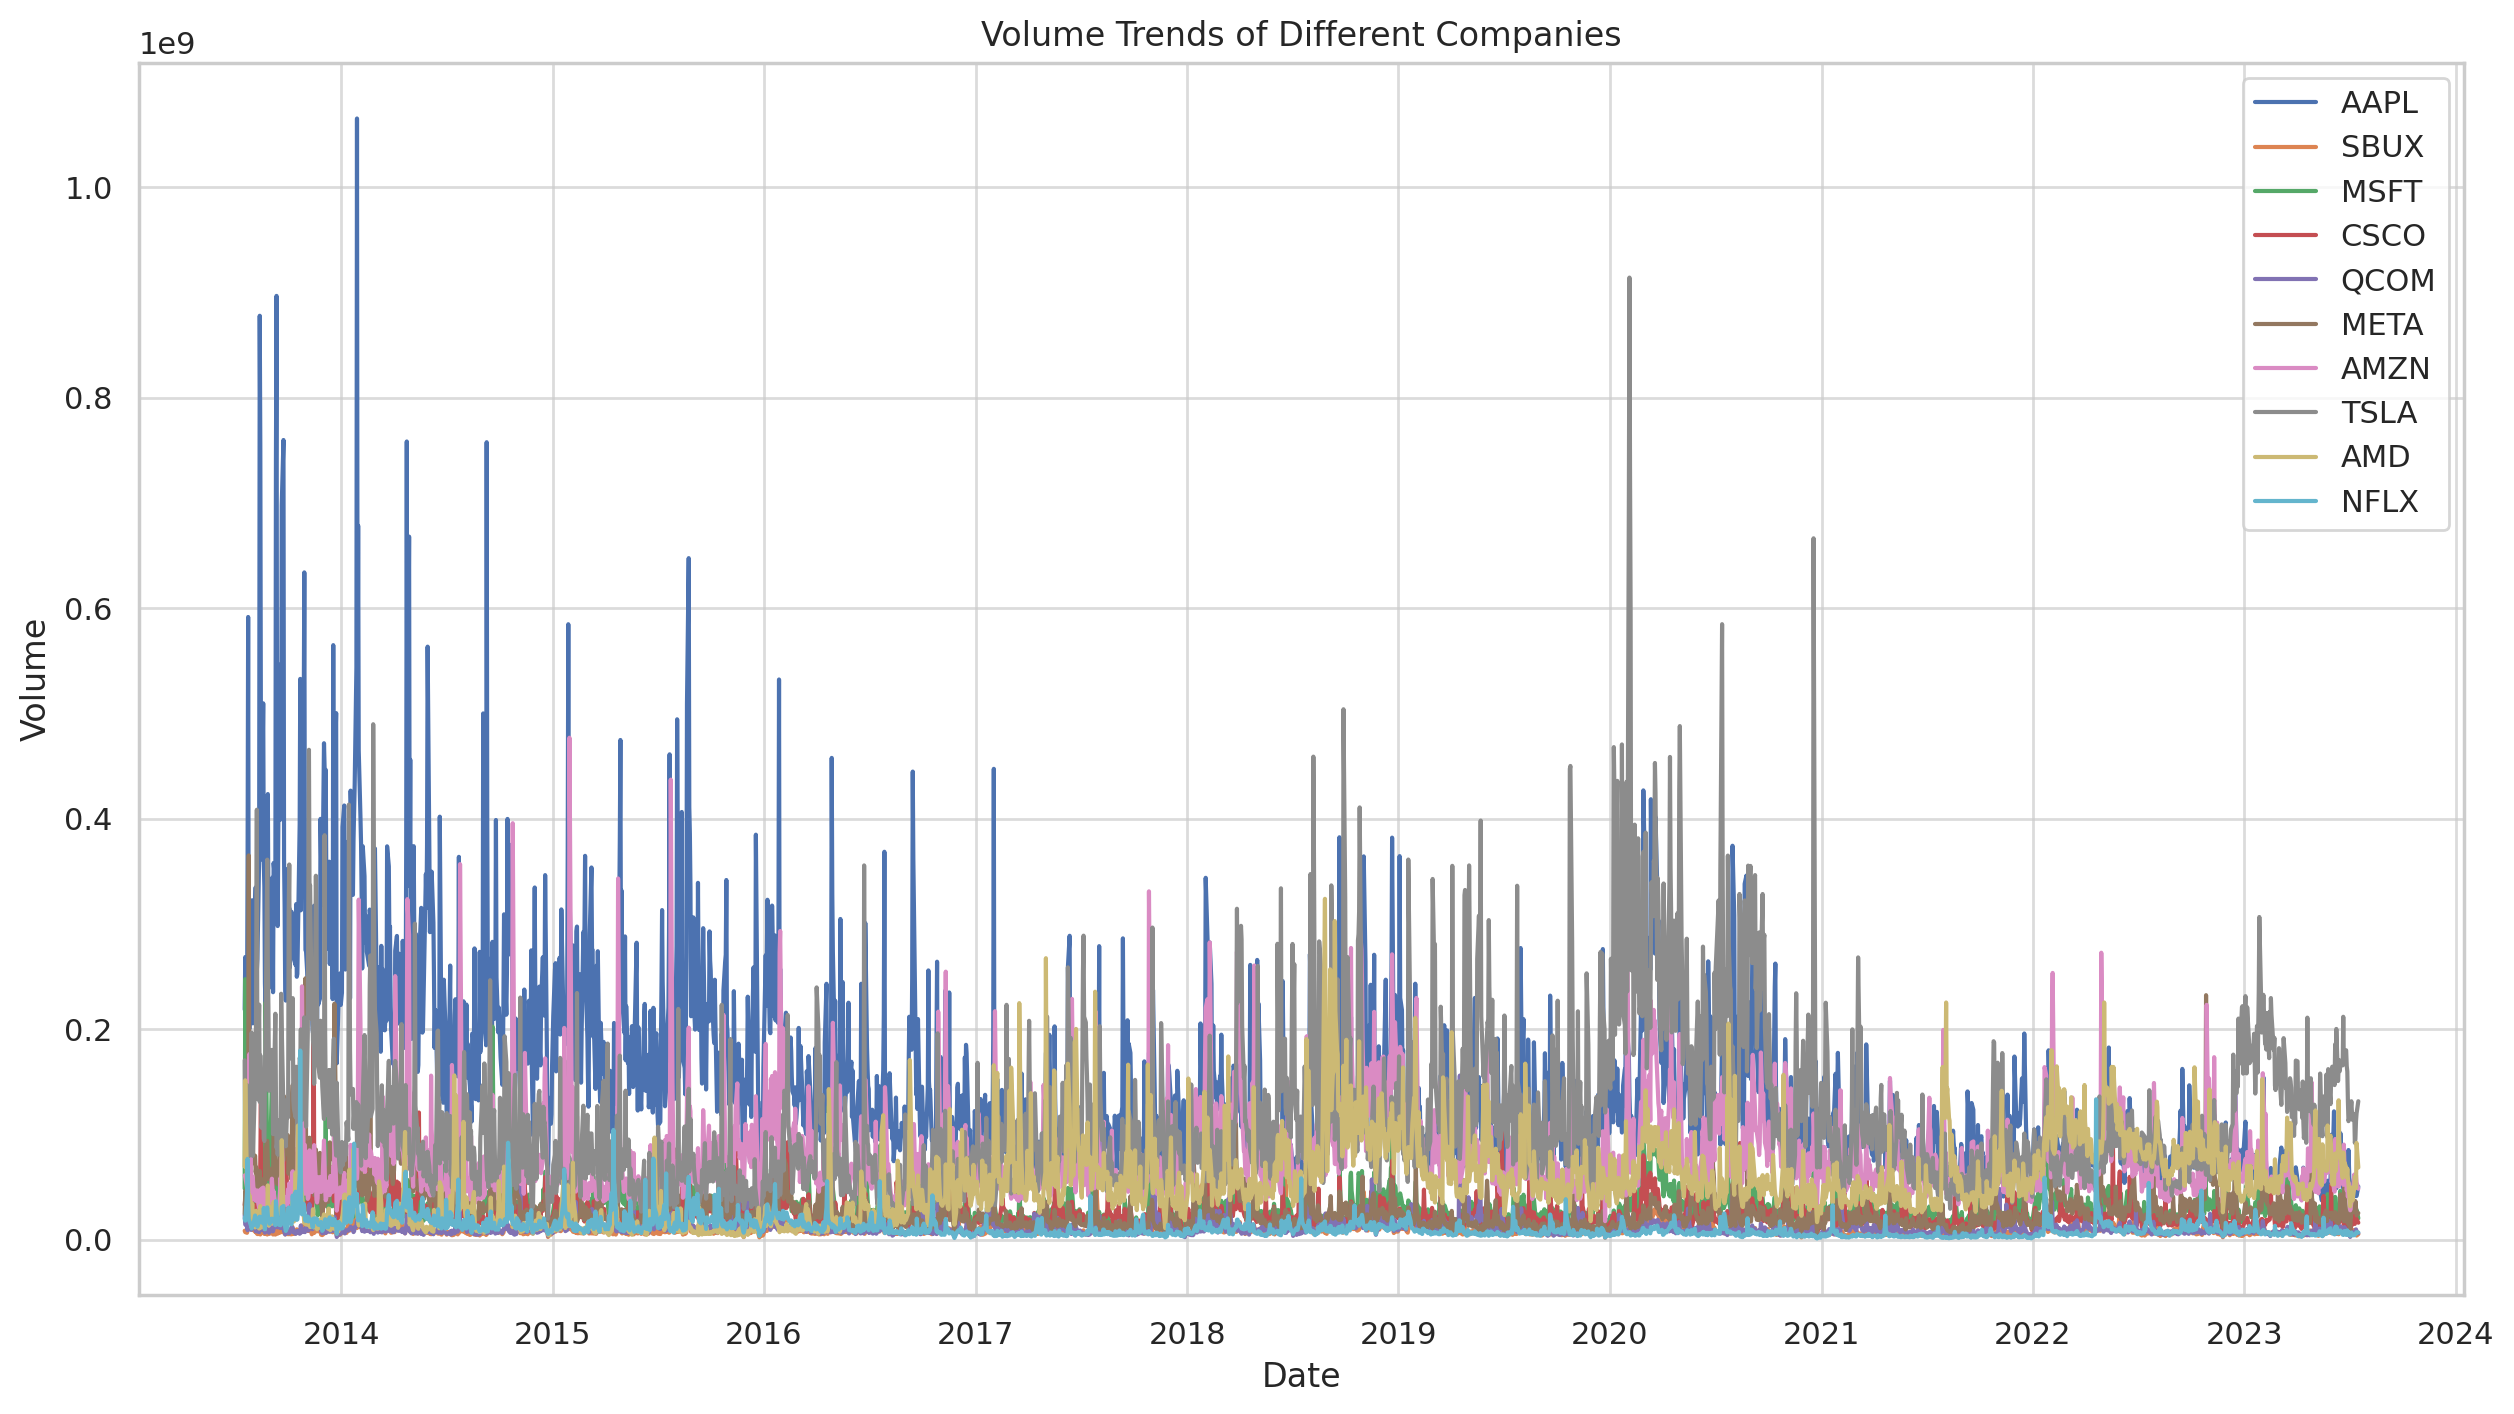 Volume Trends of Different Companies
1e9
1.0
0.8
0.6
0.4
0.2
0.0
Volume
2014 2015 2016 2017 2018 2019 2020 2021 2022 2023 2024
Date
AAPL
SBUX
MSFT
CSCO
QCOM
META
AMZN
TSLA
AMD
NFLX